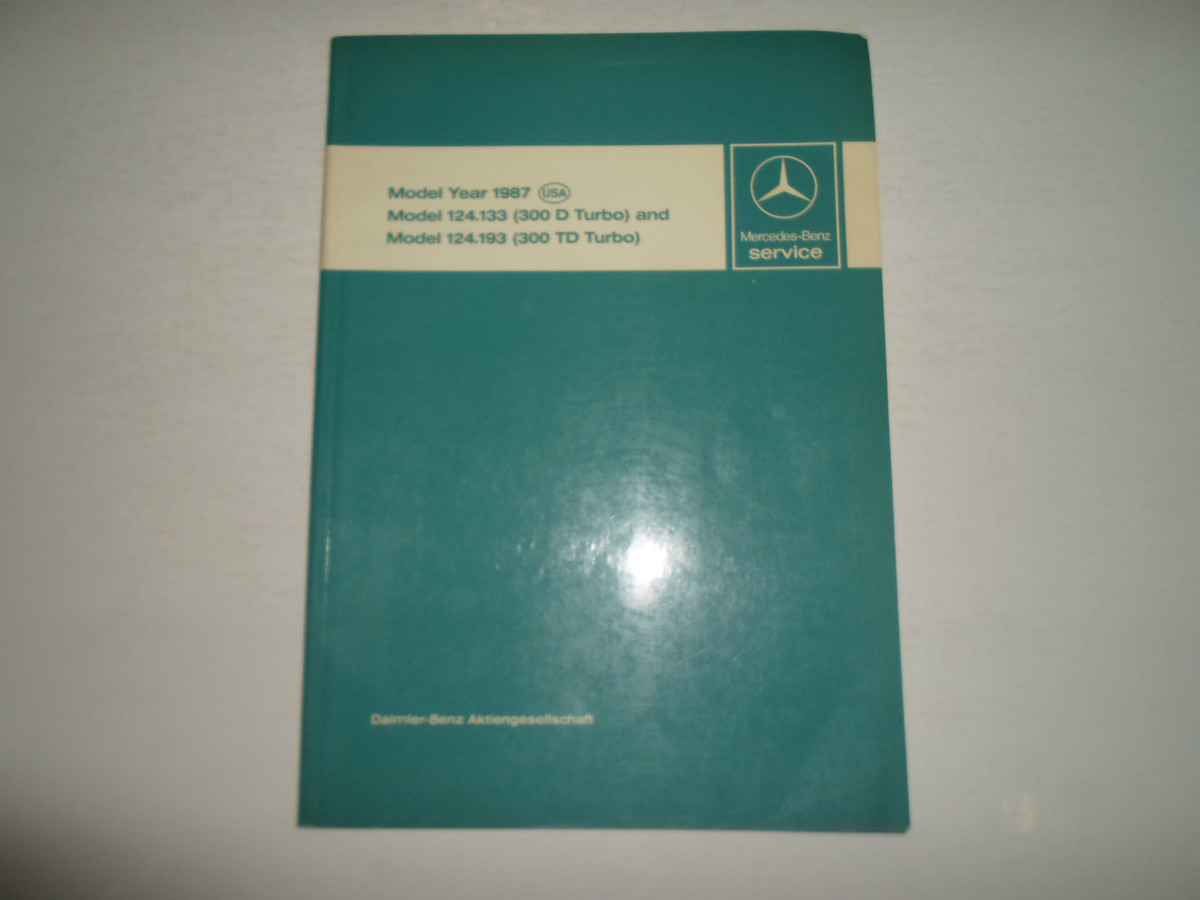 Model Year 1987 USA
Model 124.133 (300 D Turbo) and
Model 124.193 (300 TD Turbo)
Mercedes-Benz
service
Daimler-Benz Aktiengesellschaft